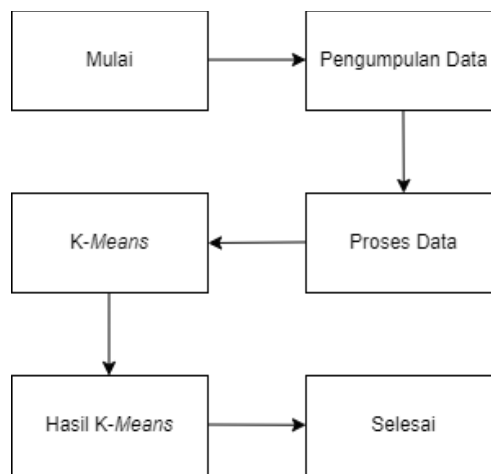 Mulai
Pengumpulan Data
Proses Data
K-Means
Hasil K-Means
Selesai